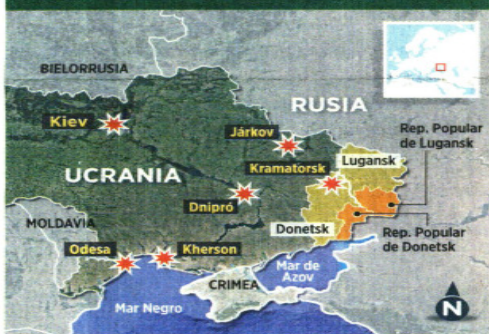 BIELORRUSIA
Kiev
RUSIA
Járkov
Rep. Popular
de Lugansk
Kramatorsk
Lugansk
UCRANIA
Dnipró
MOLDAVIA
Donetsk
Rep. Popular
de Donetsk
Odesa
Kherson
Mar de
Azov
CRIMEA
Mar Negro
N